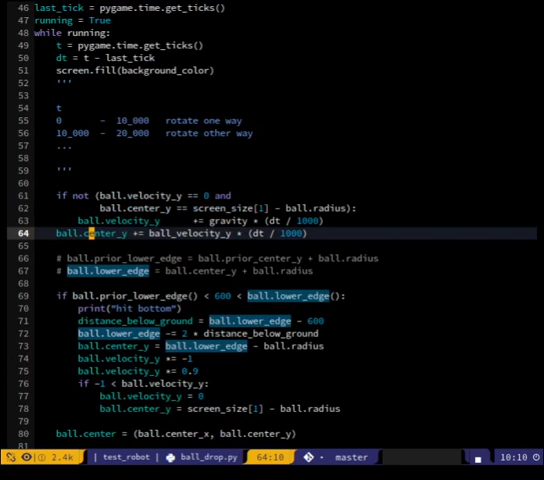 46 last_tick = pygame.time.get_ticks()
47 running = True
48 while running:
49     t = pygame.time.get_ticks()
50     dt = t - last_tick
51     screen.fill(background_color)
52     '''
53
54     t
55     0       -  10_000   rotate one way
56     10_000  -  20_000   rotate other way
57     ...
58
59     '''
60
61     if not (ball.velocity_y == 0 and
62             ball.center_y == screen_size[1] - ball.radius):
63         ball.velocity_y      += gravity * (dt / 1000)
64     ball.center_y += ball_velocity_y * (dt / 1000)
65
66     # ball.prior_lower_edge = ball.prior_center_y + ball.radius
67     # ball.lower_edge = ball.center_y + ball.radius
68
69     if ball.prior_lower_edge() < 600 < ball.lower_edge():
70         print("hit bottom")
71         distance_below_ground = ball.lower_edge - 600
72         ball.lower_edge -= 2 * distance_below_ground
73         ball.center_y = ball.lower_edge - ball.radius
74         ball.velocity_y *= -1
75         ball.velocity_y *= 0.9
76         if -1 < ball.velocity_y:
77             ball.velocity_y = 0
78             ball.center_y = screen_size[1] - ball.radius
79
80     ball.center = (ball.center_x, ball.center_y)
81
2.4k | test_robot | ball_drop.py 64:10 master 10:10